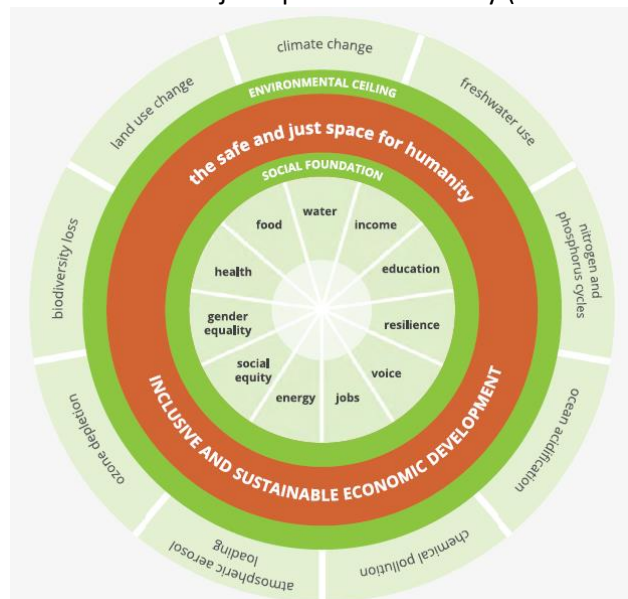 climate change
freshwater use
nitrogen and
phosphorus cycles
ocean acidification
chemical pollution
atmospheric aerosol
loading
ozone depletion
biodiversity loss
land use change
ENVIRONMENTAL CEILING
the safe and just space for humanity
SOCIAL FOUNDATION
water
income
education
resilience
voice
jobs
energy
social
equity
gender
equality
health
food
INCLUSIVE AND SUSTAINABLE ECONOMIC DEVELOPMENT